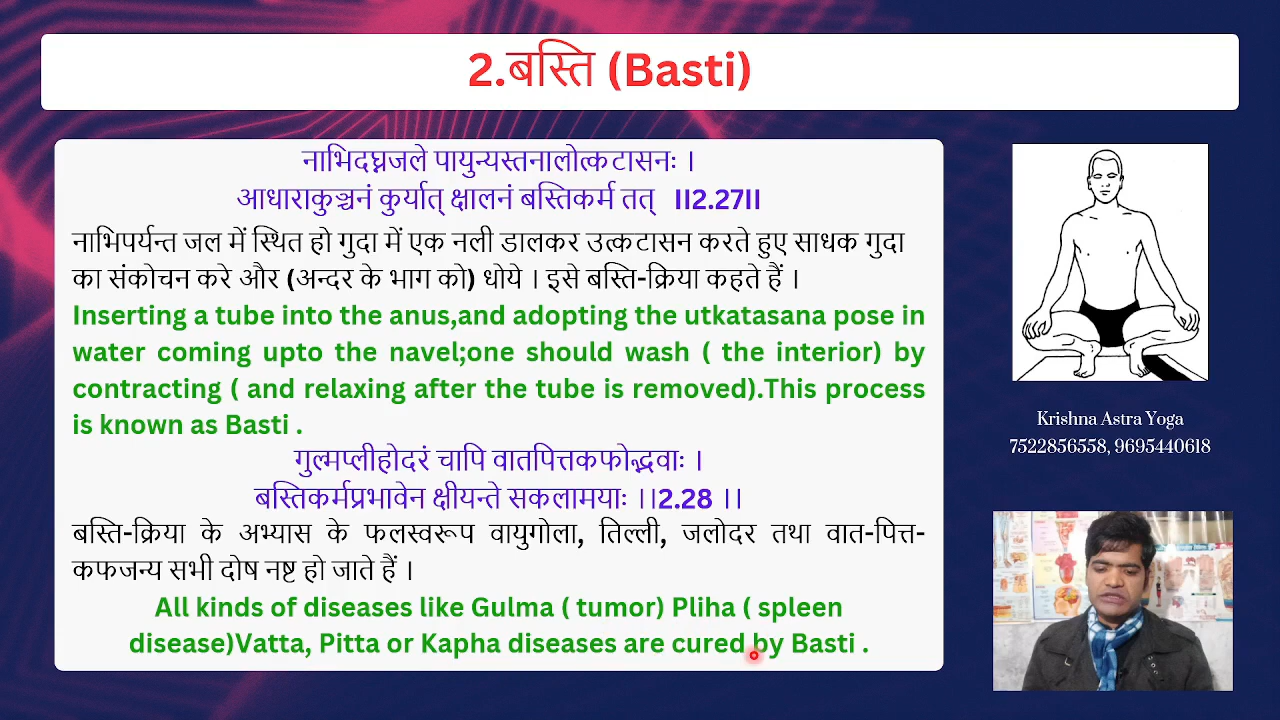 2.बस्ति (Basti)
नाभिदघ्नजले पायुन्यस्तनालोत्कटासनः ।
आधाराकुञ्चनं कुर्यात् क्षालनं बस्तिकर्म तत् ।।2.27।।
नाभिपर्यन्त जल में स्थित हो गुदा में एक नली डालकर उत्कटासन करते हुए साधक गुदा
का संकोचन करे और (अन्दर के भाग को) धोये । इसे बस्ति-क्रिया कहते हैं ।
Inserting a tube into the anus,and adopting the utkatasana pose in
water coming upto the navel;one should wash ( the interior) by
contracting ( and relaxing after the tube is removed).This process
is known as Basti .
गुल्मप्लीहोदरं चापि वातपित्तकफोद्भवाः ।
बस्तिकर्मप्रभावेन क्षीयन्ते सकलामयाः ।।2.28 ।।
बस्ति-क्रिया के अभ्यास के फलस्वरूप वायुगोला, तिल्ली, जलोदर तथा वात-पित्त-
कफजन्य सभी दोष नष्ट हो जाते हैं ।
All kinds of diseases like Gulma ( tumor) Pliha ( spleen
disease)Vatta, Pitta or Kapha diseases are cured by Basti .
Krishna Astra Yoga
7522856558, 9695440618